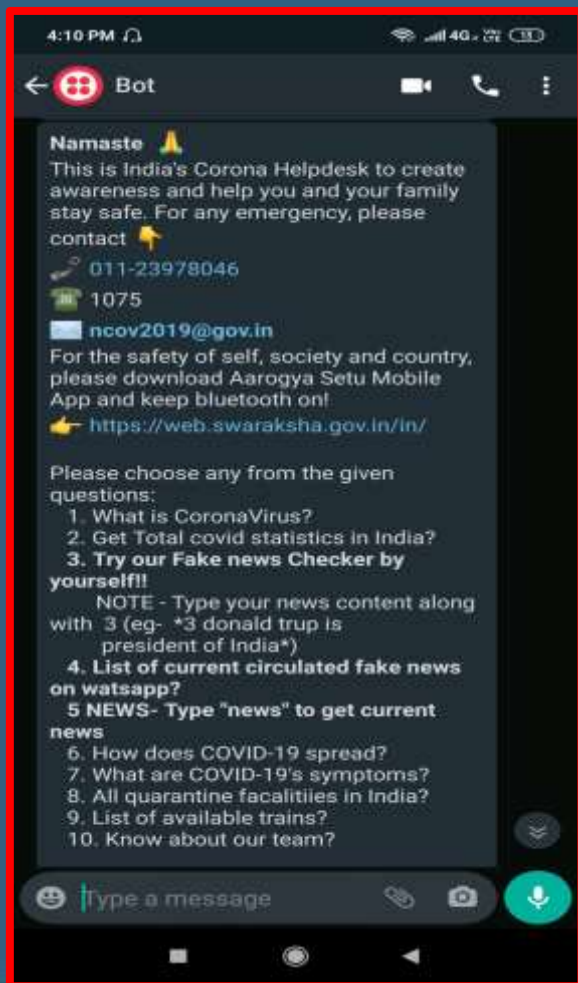 4:10 PM
4G
13
Bot
Namaste 🙏
This is India's Corona Helpdesk to create
awareness and help you and your family
stay safe. For any emergency, please
contact 👇
011-23978046
☎ 1075
✉ ncov2019@gov.in
For the safety of self, society and country,
please download Aarogya Setu Mobile
App and keep bluetooth on!
👉 https://web.swaraksha.gov.in/in/
Please choose any from the given
questions:
1. What is CoronaVirus?
2. Get Total covid statistics in India?
3. Try our Fake news Checker by
yourself!!
NOTE - Type your news content along
with 3 (eg- *3 donald trup is
president of India*)
4. List of current circulated fake news
on watsapp?
5 NEWS- Type "news" to get current
news
6. How does COVID-19 spread?
7. What are COVID-19's symptoms?
8. All quarantine facalitiies in India?
9. List of available trains?
10. Know about our team?
Type a message